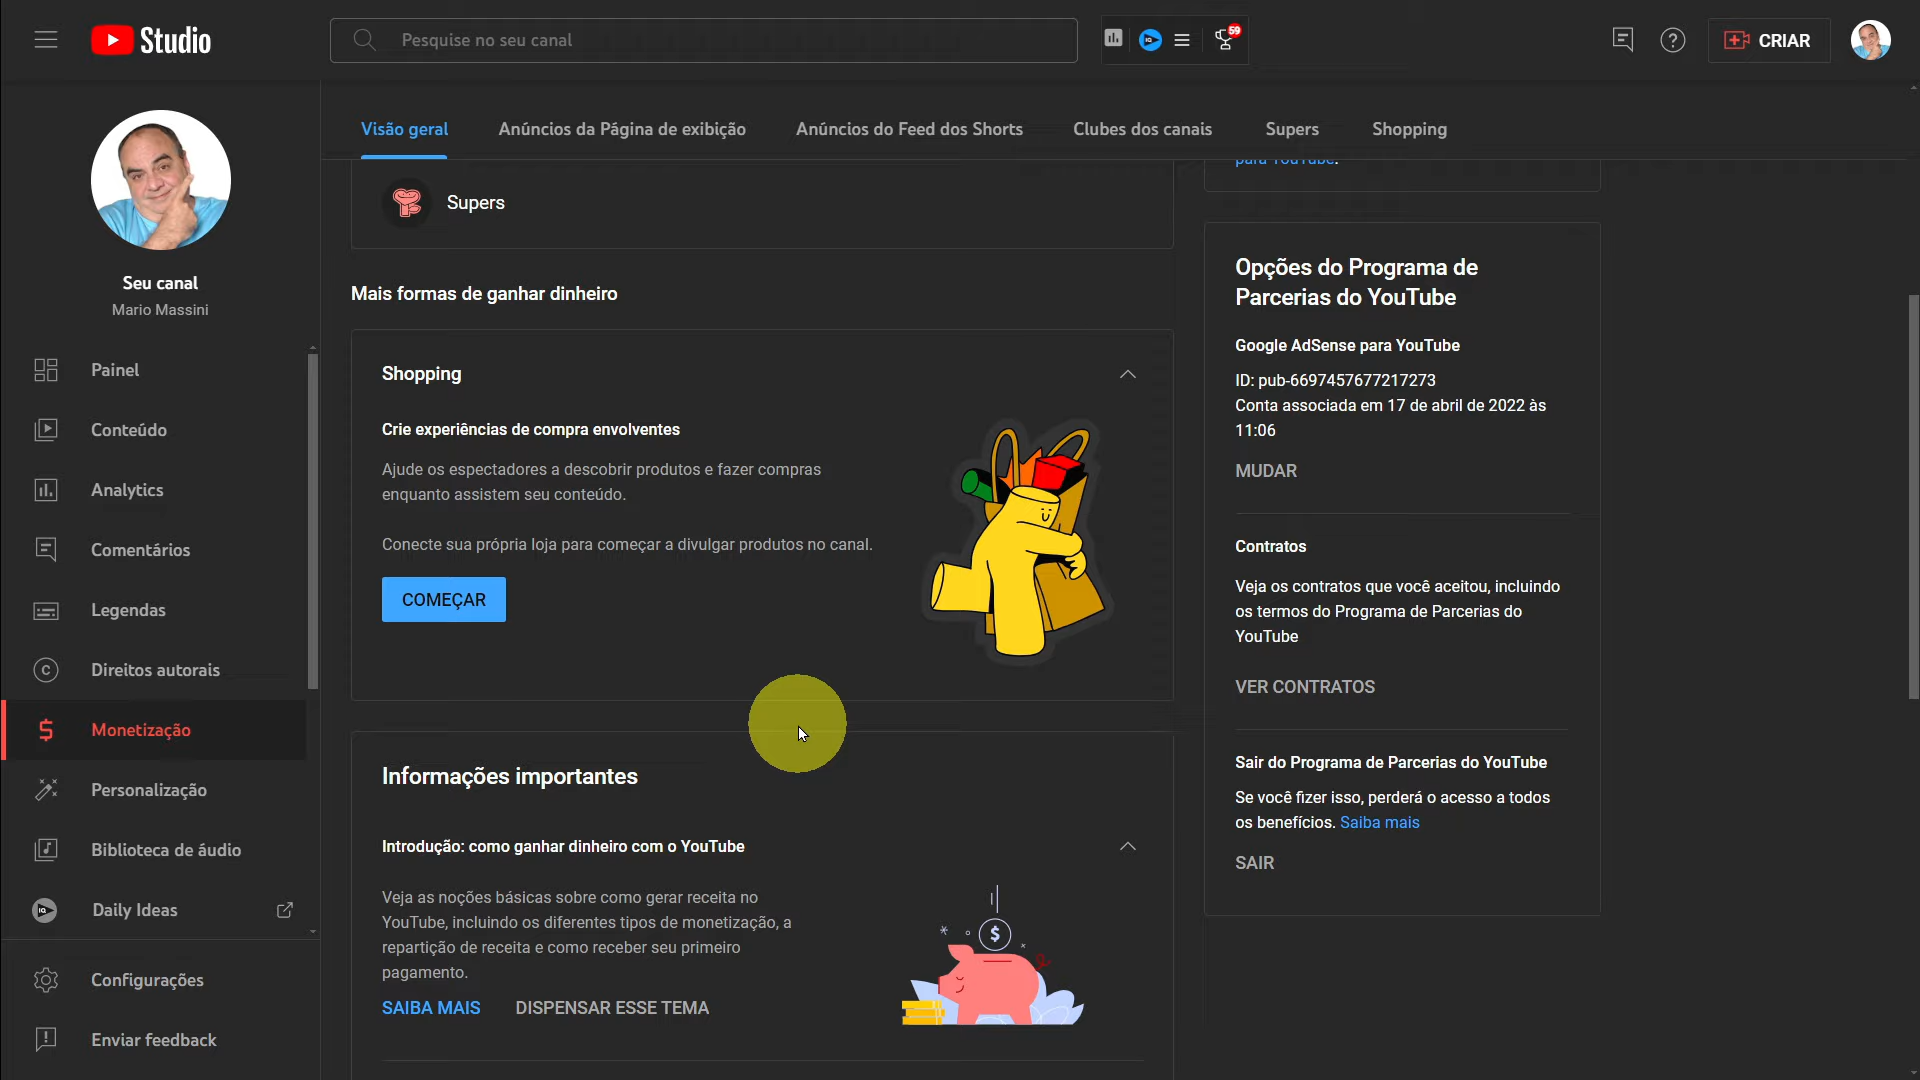 Studio
Pesquise no seu canal
59
CRIAR
Seu canal
Mario Massini
Painel
Conteúdo
Analytics
Comentários
Legendas
Direitos autorais
Monetização
Personalização
Biblioteca de áudio
Daily Ideas
Configurações
Enviar feedback
Visão geral
Anúncios da Página de exibição
Anúncios do Feed dos Shorts
Clubes dos canais
Supers
Shopping
Supers
Mais formas de ganhar dinheiro
Shopping
Crie experiências de compra envolventes
Ajude os espectadores a descobrir produtos e fazer compras
enquanto assistem seu conteúdo.
Conecte sua própria loja para começar a divulgar produtos no canal.
COMEÇAR
Informações importantes
Introdução: como ganhar dinheiro com o YouTube
Veja as noções básicas sobre como gerar receita no
YouTube, incluindo os diferentes tipos de monetização, a
repartição de receita e como receber seu primeiro
pagamento.
SAIBA MAIS
DISPENSAR ESSE TEMA
para YouTube.
Opções do Programa de
Parcerias do YouTube
Google AdSense para YouTube
ID: pub-6697457677217273
Conta associada em 17 de abril de 2022 às
11:06
MUDAR
Contratos
Veja os contratos que você aceitou, incluindo
os termos do Programa de Parcerias do
YouTube
VER CONTRATOS
Sair do Programa de Parcerias do YouTube
Se você fizer isso, perderá o acesso a todos
os benefícios. Saiba mais
SAIR